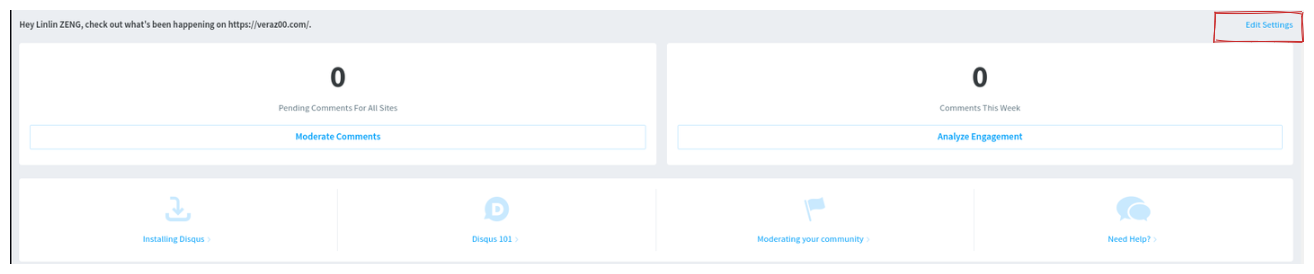 Hey Linlin ZENG, check out what's been happening on https://veraz00.com/.
Edit Settings
0
Pending Comments For All Sites
Moderate Comments
0
Comments This Week
Analyze Engagement
Installing Disqus >
Disqus 101 >
Moderating your community >
Need Help? >